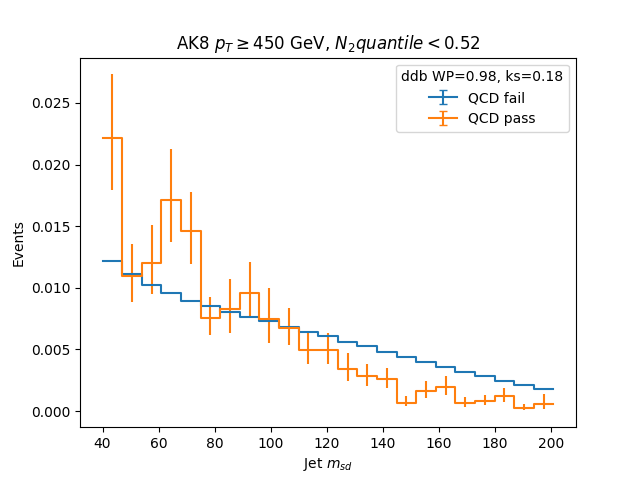 AK8 $p_T \geq 450$ GeV, $N_2quantile < 0.52$
ddb WP=0.98, ks=0.18
QCD fail
QCD pass
Events
0.025
0.020
0.015
0.010
0.005
0.000
40 60 80 100 120 140 160 180 200
Jet $m_{sd}$